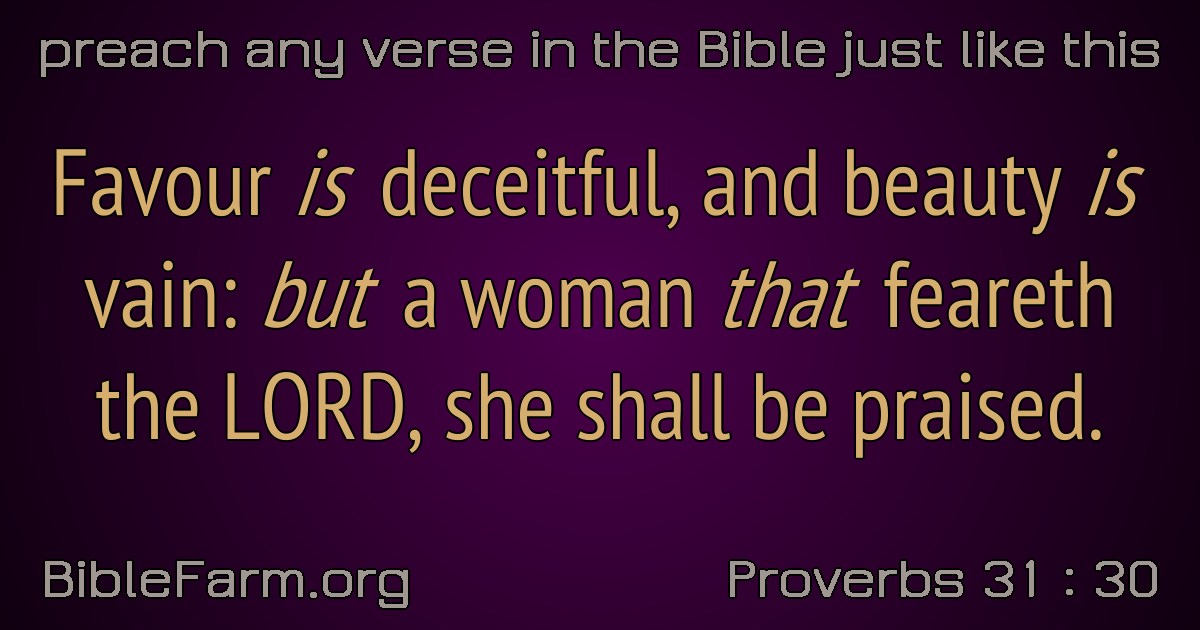 preach any verse in the Bible just like this
Favour is deceitful, and beauty is
vain: but a woman that feareth
the LORD, she shall be praised.
BibleFarm.org
Proverbs 31 : 30